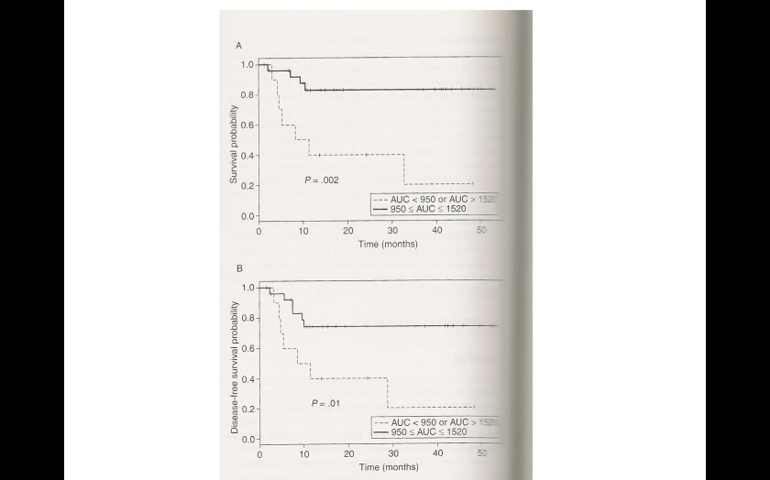 A
Survival probability
1.0
0.8
0.6
0.4
0.2
0.0
P = .002
AUC < 950 or AUC > 1520
950 ≤ AUC ≤ 1520
0 10 20 30 40 50
Time (months)
B
Disease-free survival probability
1.0
0.8
0.6
0.4
0.2
0.0
P = .01
AUC < 950 or AUC > 1520
950 ≤ AUC ≤ 1520
0 10 20 30 40 50
Time (months)